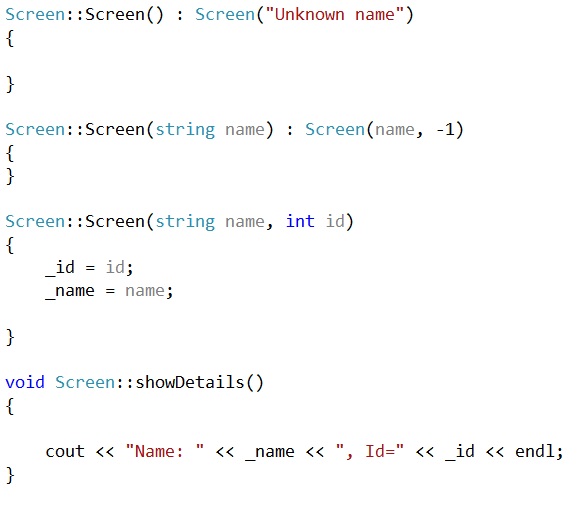 Screen::Screen() : Screen("Unknown name")
{
}
Screen::Screen(string name) : Screen(name, -1)
{
}
Screen::Screen(string name, int id)
{
    _id = id;
    _name = name;
}
void Screen::showDetails()
{
    cout << "Name: " << _name << ", Id=" << _id << endl;
}